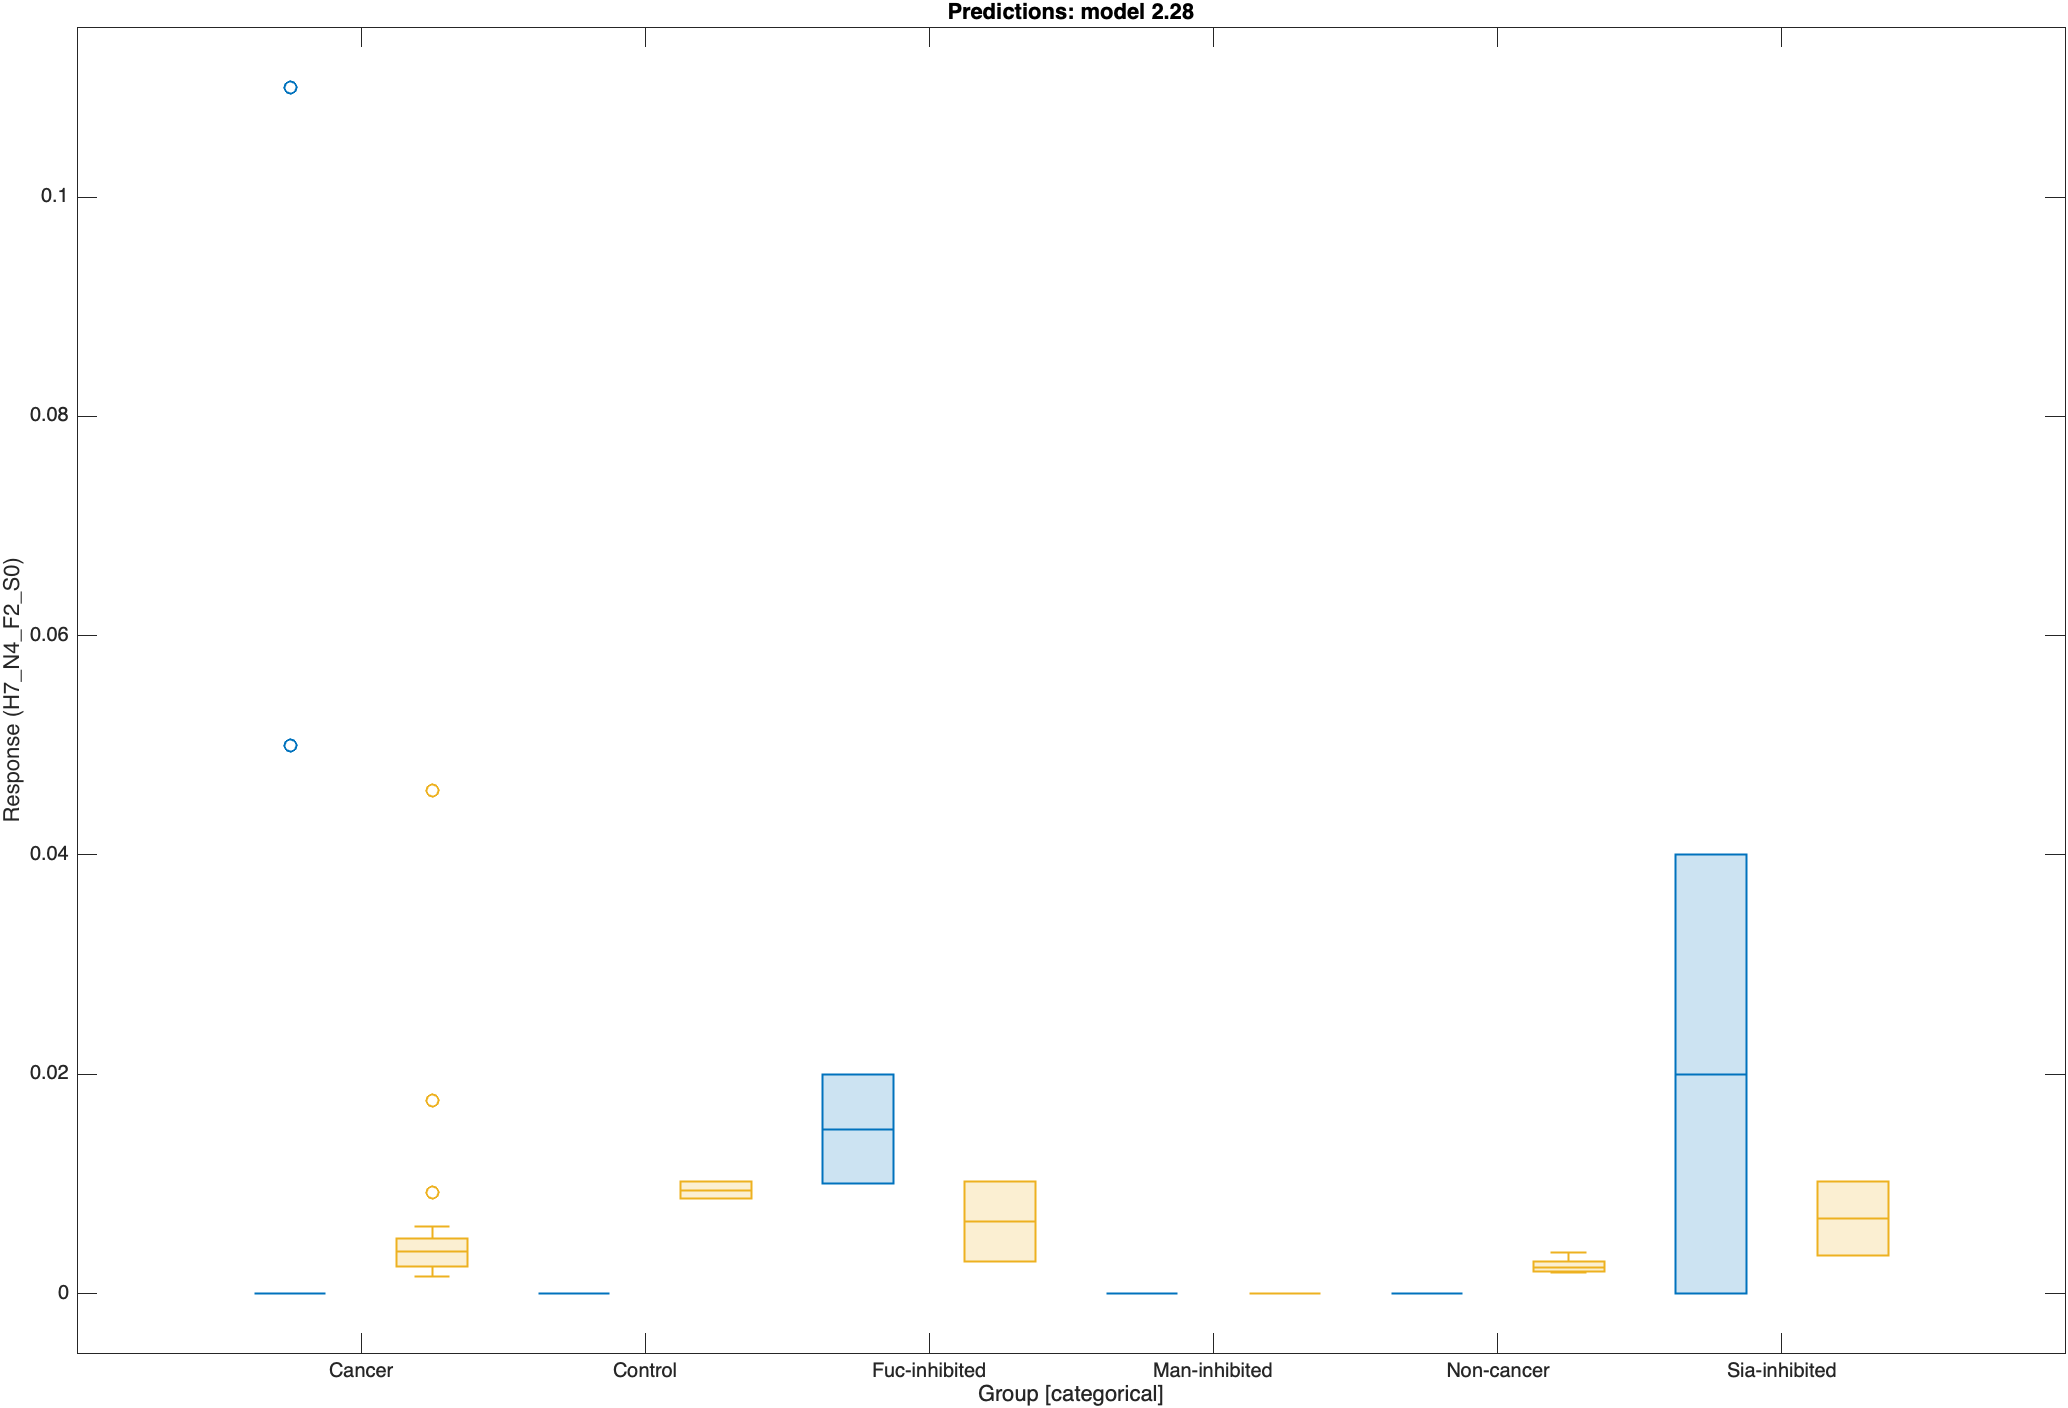 Predictions: model 2.28
Response (H7_N4_F2_S0)
0.1
0.08
0.06
0.04
0.02
0
Cancer Control Fuc-inhibited Man-inhibited Non-cancer Sia-inhibited
Group [categorical]